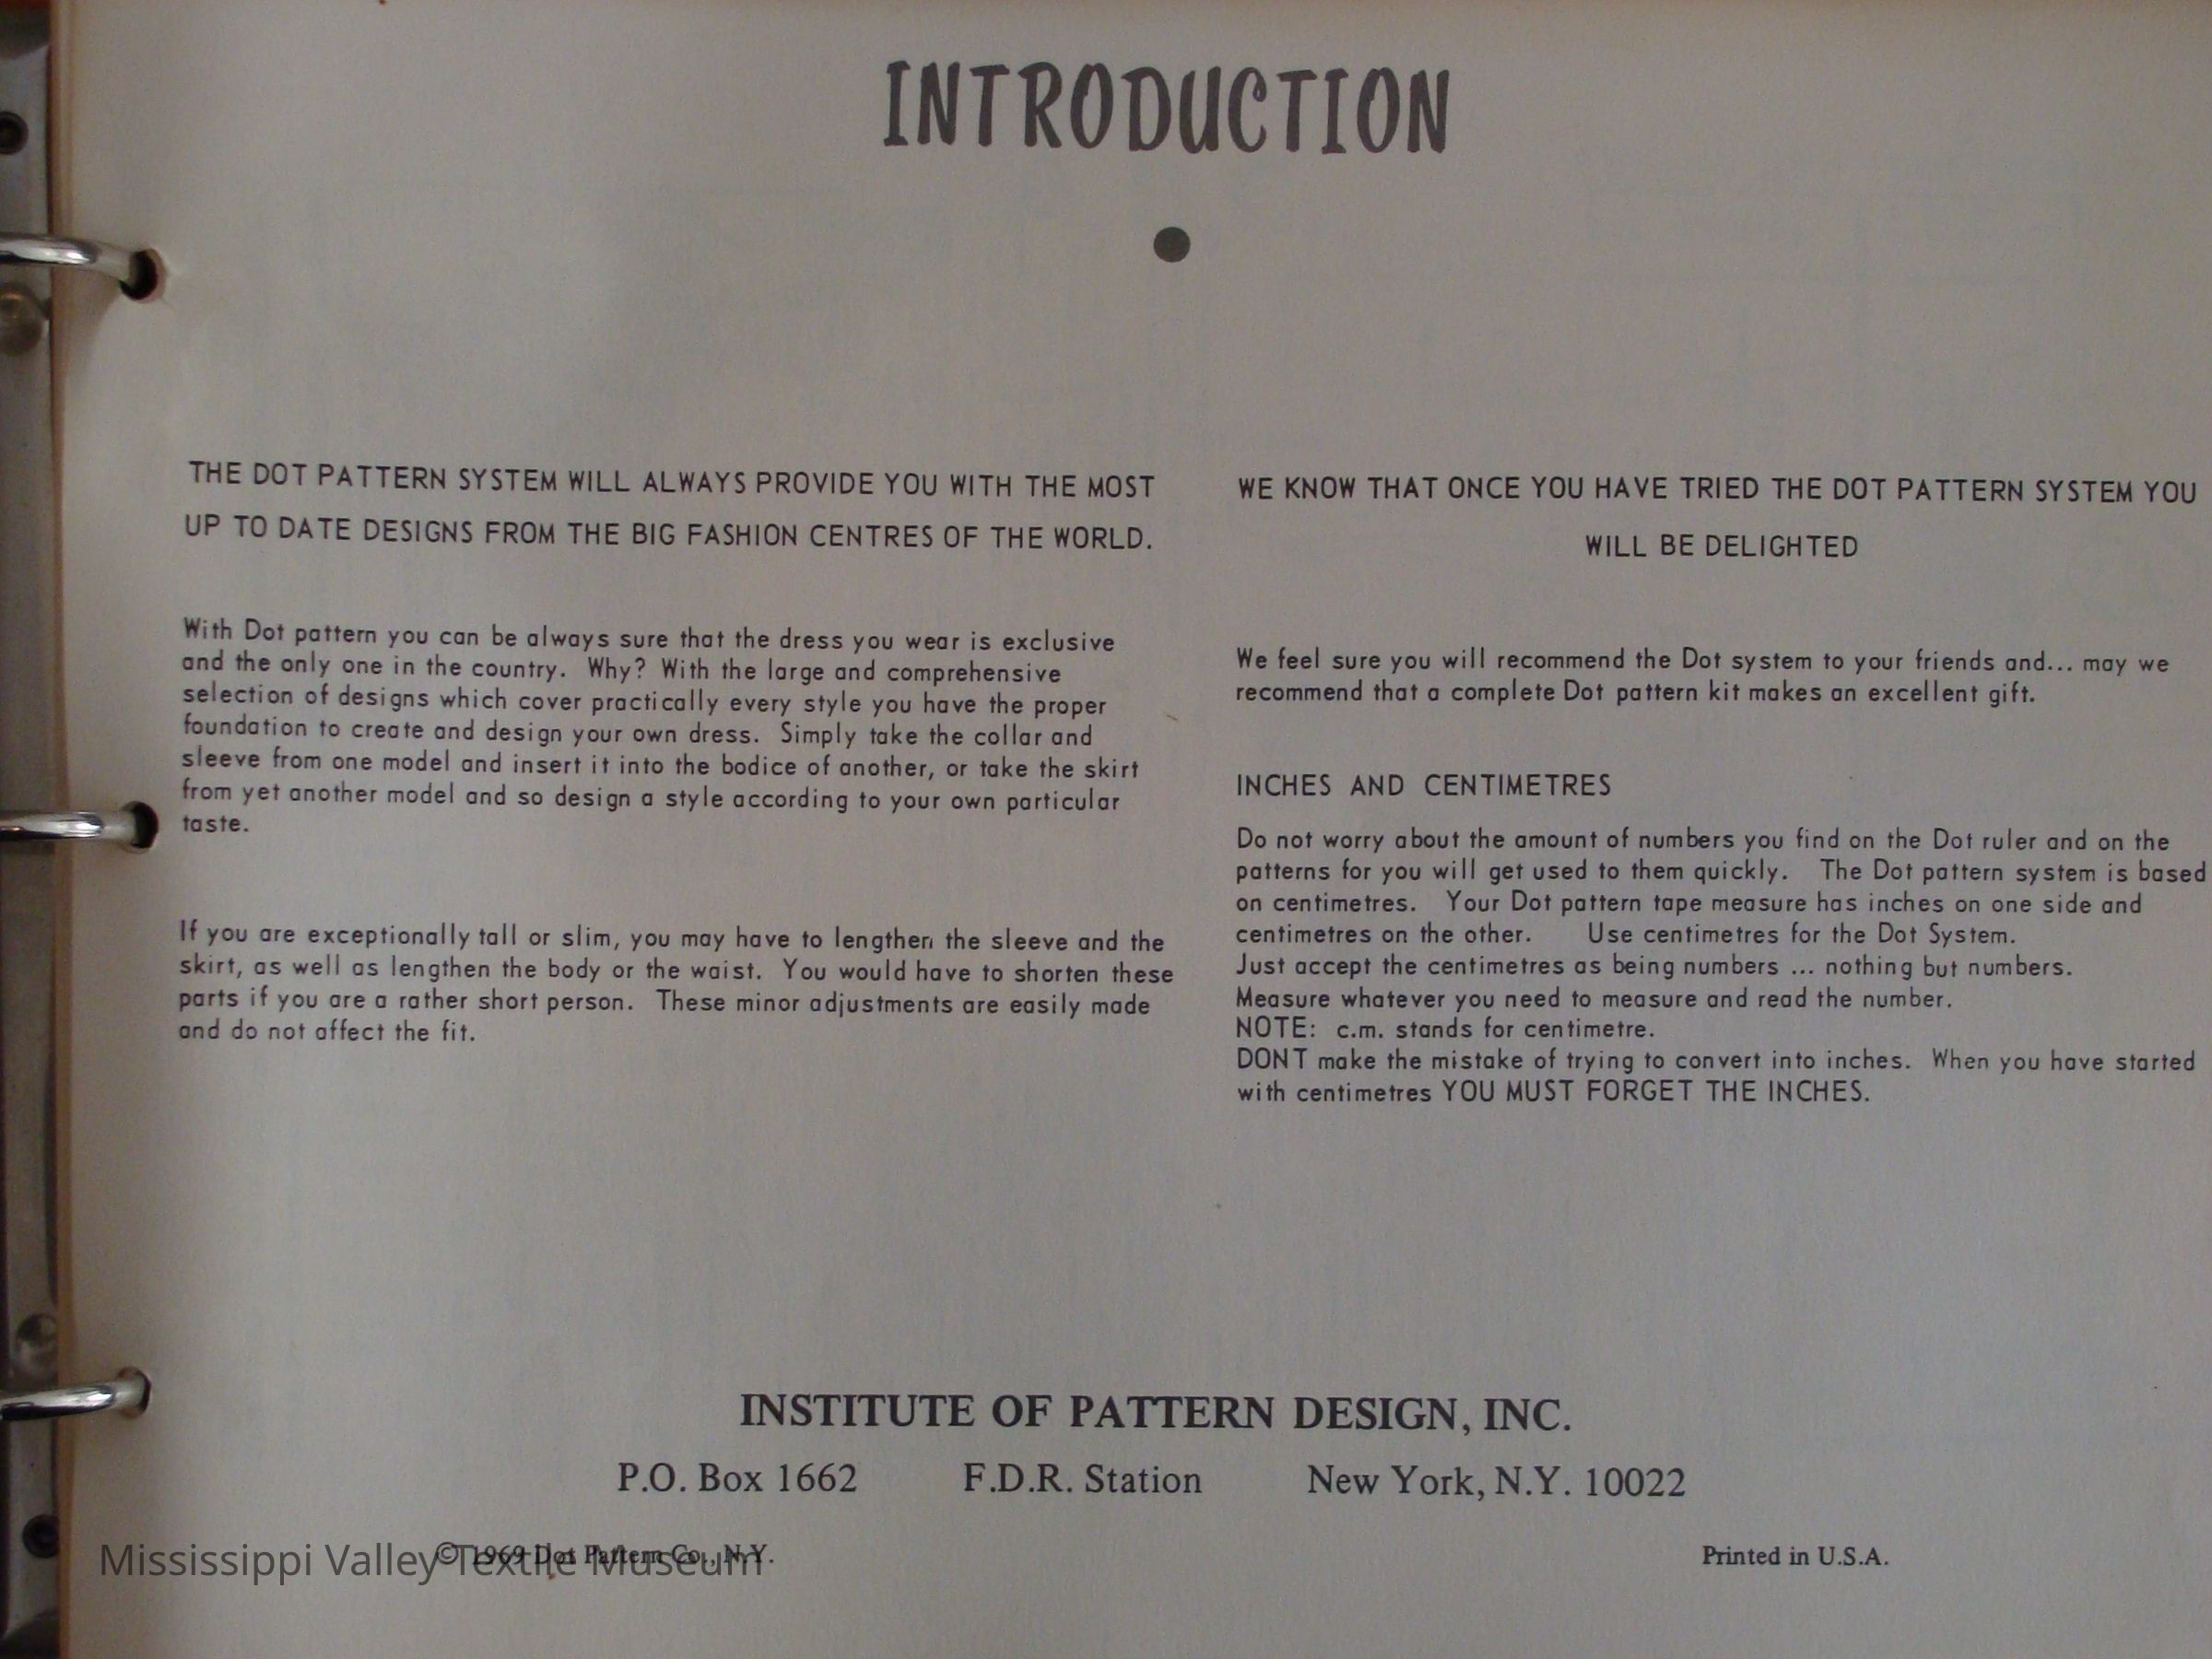 INTRODUCTION
THE DOT PATTERN SYSTEM WILL ALWAYS PROVIDE YOU WITH THE MOST
UP TO DATE DESIGNS FROM THE BIG FASHION CENTRES OF THE WORLD.
With Dot pattern you can be always sure that the dress you wear is exclusive
and the only one in the country. Why? With the large and comprehensive
selection of designs which cover practically every style you have the proper
foundation to create and design your own dress. Simply take the collar and
sleeve from one model and insert it into the bodice of another, or take the skirt
from yet another model and so design a style according to your own particular
taste.
If you are exceptionally tall or slim, you may have to lengthen the sleeve and the
skirt, as well as lengthen the body or the waist. You would have to shorten these
parts if you are a rather short person. These minor adjustments are easily made
and do not affect the fit.
WE KNOW THAT ONCE YOU HAVE TRIED THE DOT PATTERN SYSTEM YOU
WILL BE DELIGHTED
We feel sure you will recommend the Dot system to your friends and... may we
recommend that a complete Dot pattern kit makes an excellent gift.
INCHES AND CENTIMETRES
Do not worry about the amount of numbers you find on the Dot ruler and on the
patterns for you will get used to them quickly. The Dot pattern system is based
on centimetres. Your Dot pattern tape measure has inches on one side and
centimetres on the other. Use centimetres for the Dot System.
Just accept the centimetres as being numbers ... nothing but numbers.
Measure whatever you need to measure and read the number.
NOTE: c.m. stands for centimetre.
DONT make the mistake of trying to convert into inches. When you have started
with centimetres YOU MUST FORGET THE INCHES.
INSTITUTE OF PATTERN DESIGN, INC.
P.O. Box 1662 F.D.R. Station New York, N.Y. 10022
© 1969 Dot Pattern Co., N.Y. Printed in U.S.A.
Mississippi Valley Textile Museum